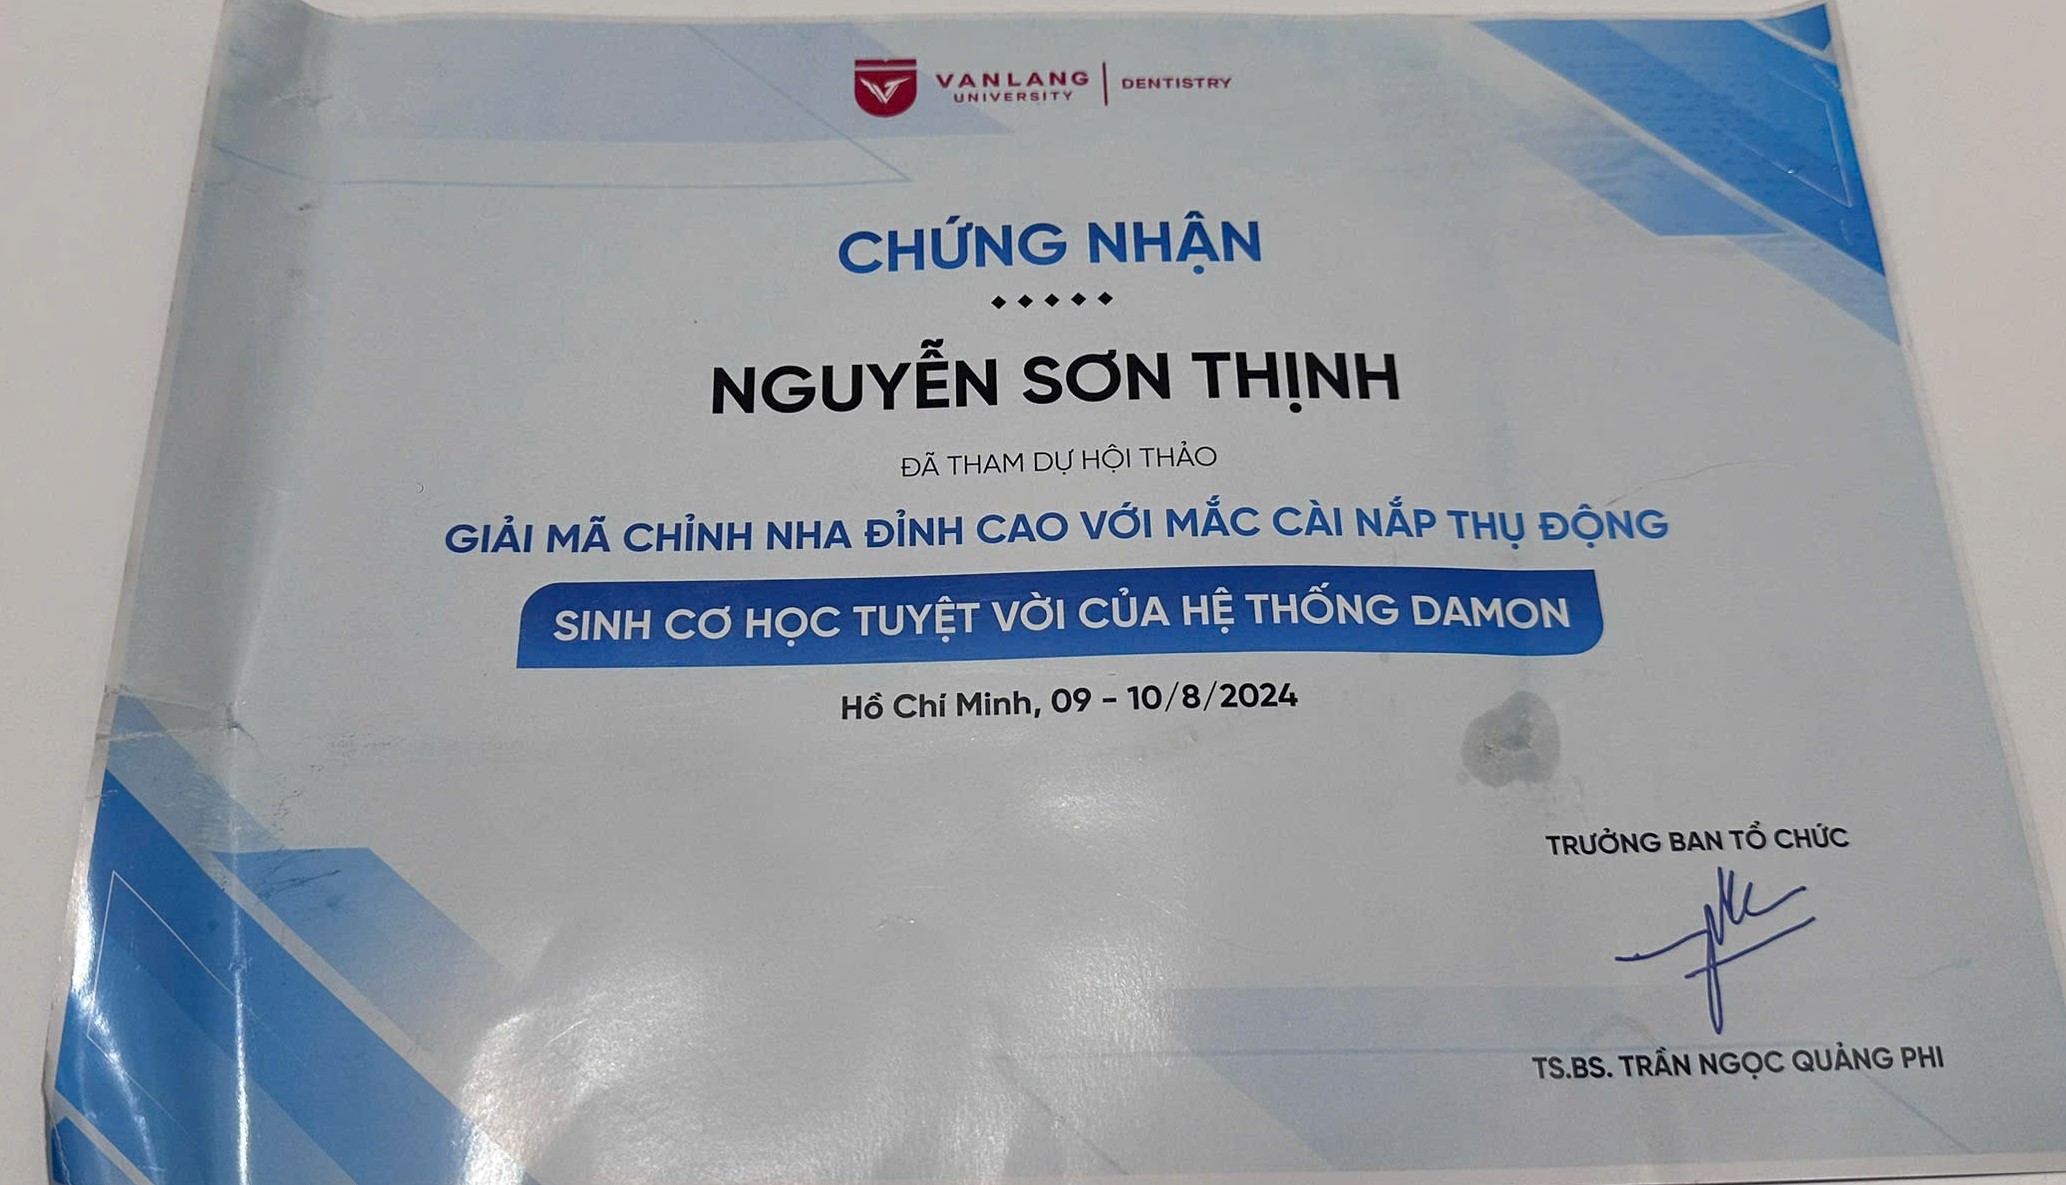 VANLANG
UNIVERSITY
DENTISTRY
CHỨNG NHẬN
NGUYỄN SƠN THỊNH
ĐÃ THAM DỰ HỘI THẢO
GIẢI MÃ CHỈNH NHA ĐỈNH CAO VỚI MẮC CÀI NẮP THỤ ĐỘNG
SINH CƠ HỌC TUYỆT VỜI CỦA HỆ THỐNG DAMON
Hồ Chí Minh, 09 - 10/8/2024
TRƯỞNG BAN TỔ CHỨC
TS.BS. TRẦN NGỌC QUẢNG PHI